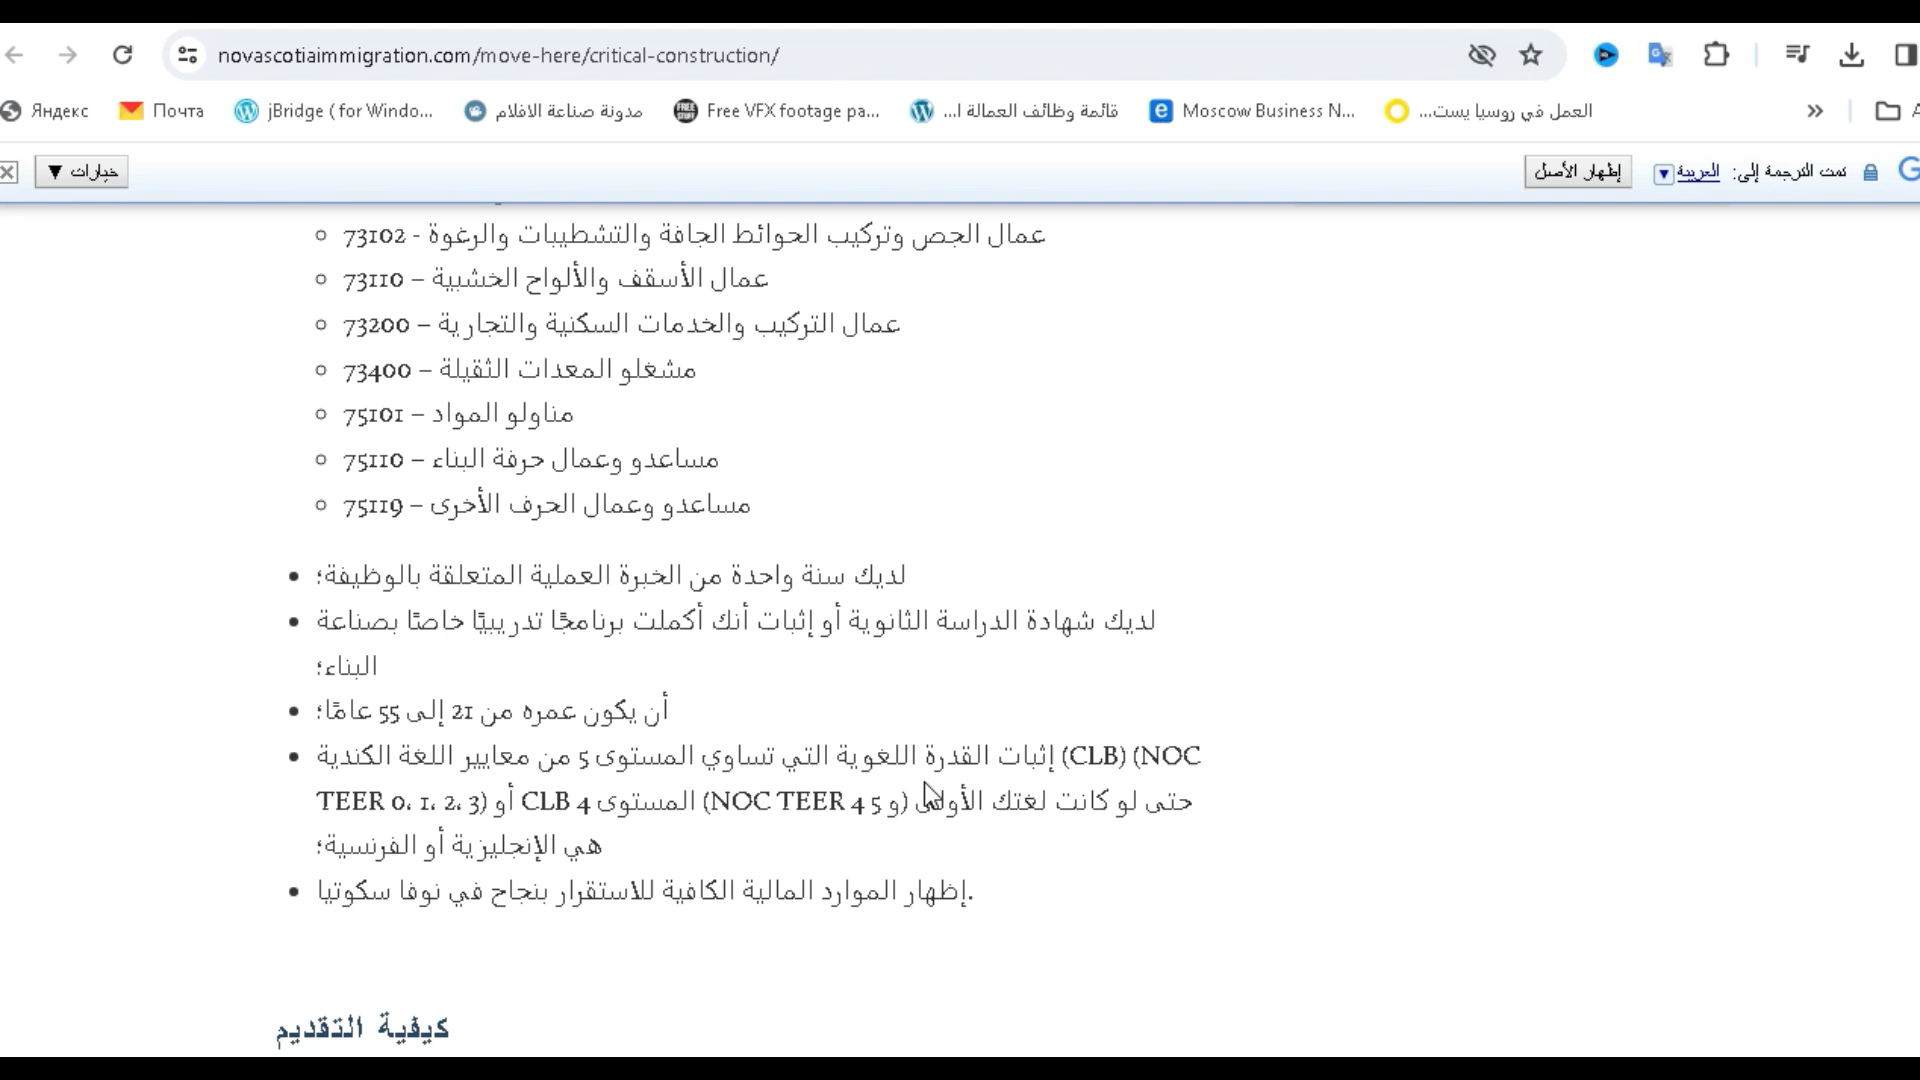 novascotiaimmigration.com/move-here/critical-construction/
Яндекс Почта jBridge ( for Windo... مدونة صناعة الافلام Free VFX footage pa... قائمة وظائف العمالة ا... Moscow Business N... العمل في روسيا يست... »
خيارات ▼ إظهار الأصل تمت الترجمة إلى: العربية
73102 - عمال الجص وتركيب الحوائط الجافة والتشطيبات والرغوة
73110 – عمال الأسقف والألواح الخشبية
73200 – عمال التركيب والخدمات السكنية والتجارية
73400 – مشغلو المعدات الثقيلة
75101 – مناولو المواد
75110 – مساعدو وعمال حرفة البناء
75119 – مساعدو وعمال الحرف الأخرى
لديك سنة واحدة من الخبرة العملية المتعلقة بالوظيفة؛
لديك شهادة الدراسة الثانوية أو إثبات أنك أكملت برنامجًا تدريبيًا خاصًا بصناعة
البناء؛
أن يكون عمره من 21 إلى 55 عامًا؛
إثبات القدرة اللغوية التي تساوي المستوى 5 من معايير اللغة الكندية (CLB) (NOC
TEER 0، 1، 2، 3) أو CLB 4 المستوى (NOC TEER 4 و 5) حتى لو كانت لغتك الأولى
هي الإنجليزية أو الفرنسية؛
إظهار الموارد المالية الكافية للاستقرار بنجاح في نوفا سكوتيا.
كيفية التقديم